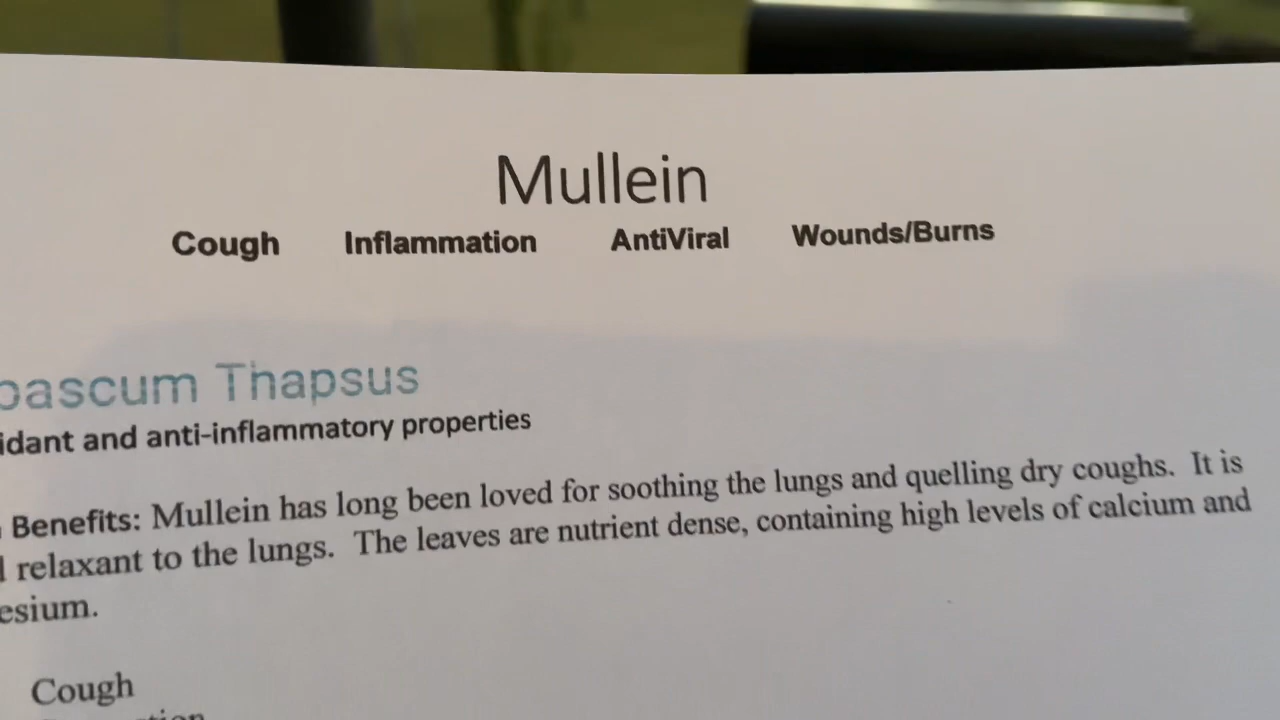 Mullein
Cough Inflammation AntiViral Wounds/Burns
bascum Thapsus
idant and anti-inflammatory properties
Benefits: Mullein has long been loved for soothing the lungs and quelling dry coughs. It is
relaxant to the lungs. The leaves are nutrient dense, containing high levels of calcium and
esium.
Cough